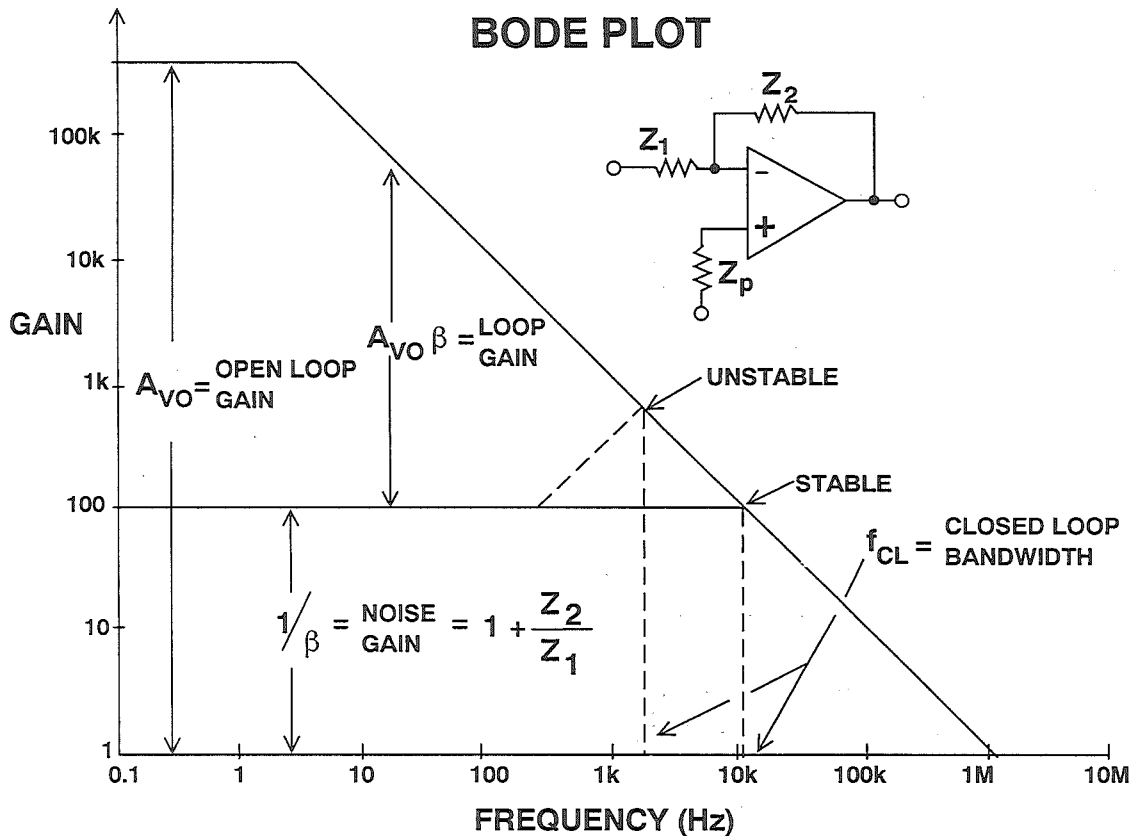 BODE PLOT
Z2
Z1
-
+
Zp
100k
10k
GAIN
1k
100
10
1
AVO = OPEN LOOP
GAIN
AVO β = LOOP
GAIN
UNSTABLE
STABLE
fCL = CLOSED LOOP
BANDWIDTH
1/β = NOISE GAIN = 1 + Z2/Z1
0.1 1 10 100 1k 10k 100k 1M 10M
FREQUENCY (Hz)